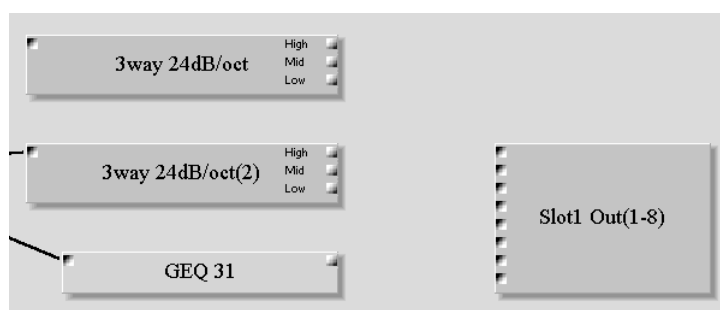 High
3way 24dB/oct Mid
Low
High
3way 24dB/oct(2) Mid
Low
Slot1 Out(1-8)
GEQ 31